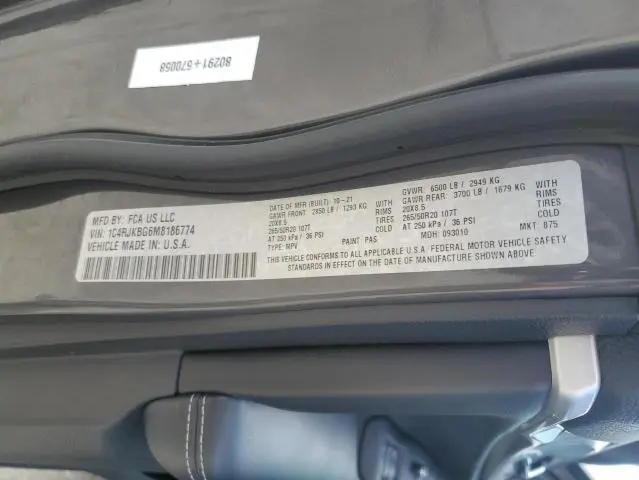 80291+670058
MFD BY: FCA US LLC
VIN: 1C4RJKBG6M8186774
VEHICLE MADE IN U.S.A.
DATE OF MFR (BUILT) 10-21
GAWR FRONT 2850 LB / 1293 KG WITH
20X8.5 RIMS
265/50R20 107T TIRES
AT 250 KPA / 36 PSI
TYPE: MPV PAINT PAS
GVWR: 6500 LB / 2949 KG
GAWR REAR 3700 LB / 1679 KG WITH
20X8.5 RIMS
265/50R20 107T TIRES
AT 250 KPA / 36 PSI COLD
MDH: 093010 MKT 875
THIS VEHICLE CONFORMS TO ALL APPLICABLE U.S.A. FEDERAL MOTOR VEHICLE SAFETY
STANDARDS IN EFFECT ON THE DATE OF MANUFACTURE SHOWN ABOVE